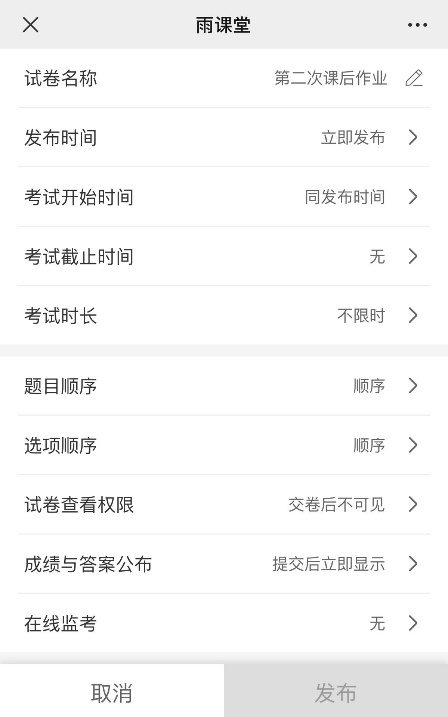 雨课堂
试卷名称 第二次课后作业
发布时间 立即发布
考试开始时间 同发布时间
考试截止时间 无
考试时长 不限时
题目顺序 顺序
选项顺序 顺序
试卷查看权限 交卷后不可见
成绩与答案公布 提交后立即显示
在线监考 无
取消 发布